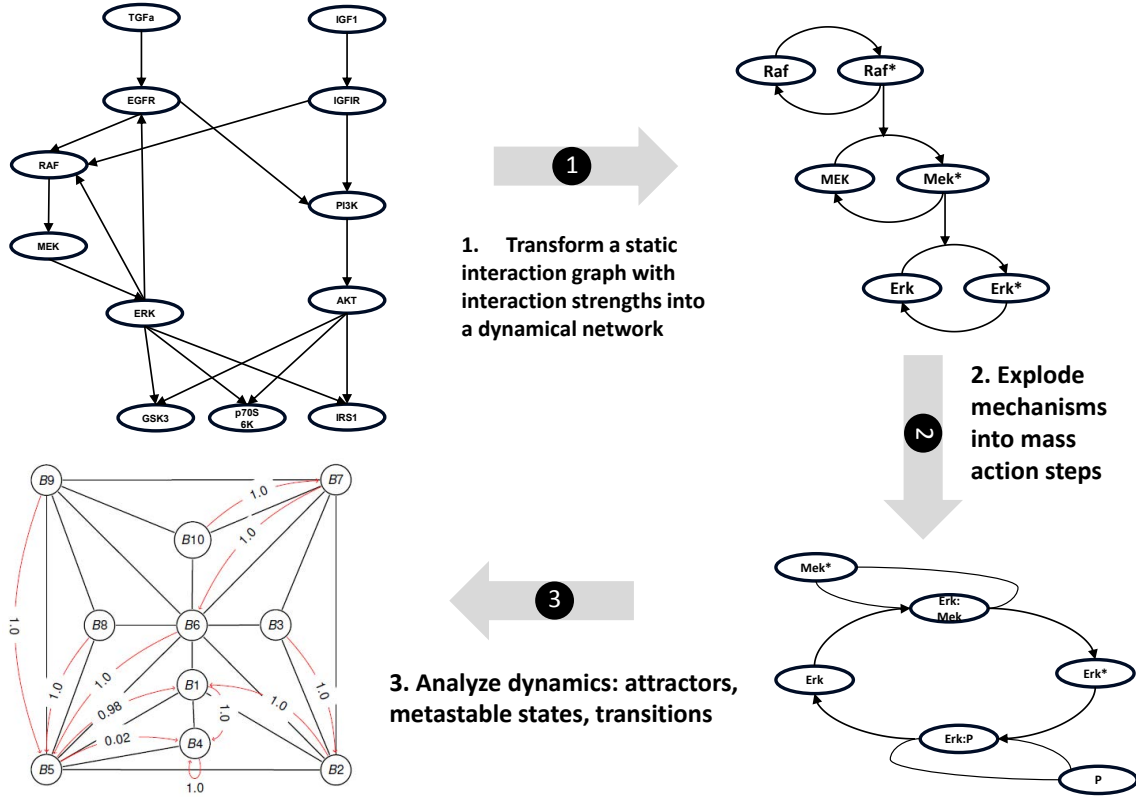 TGFa
IGF1
EGFR
IGFIR
RAF
PI3K
MEK
ERK
AKT
GSK3
p70S
6K
IRS1
1
1. Transform a static
interaction graph with
interaction strengths into
a dynamical network
Raf
Raf*
MEK
Mek*
Erk
Erk*
2
2. Explode
mechanisms
into mass
action steps
Mek*
Erk:
Mek
Erk
Erk*
Erk:P
P
3
3. Analyze dynamics: attractors,
metastable states, transitions
B9
B7
1.0
B10
1.0
1.0
B8
B6
B3
1.0
1.0
B1
1.0
0.98
1.0
0.02
B4
B5
B2
1.0